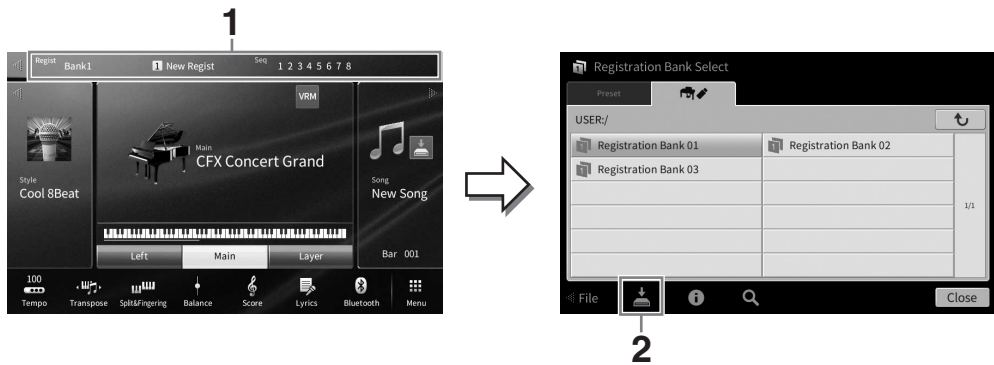 1
Regist Bank1 1 New Regist Seq 1 2 3 4 5 6 7 8
VRM
Main
CFX Concert Grand
Style
Cool 8Beat
Song
New Song
Left Main Layer Bar 001
100
Tempo Transpose Split&Fingering Balance Score Lyrics Bluetooth Menu
Registration Bank Select
Preset
USER:/
Registration Bank 01 Registration Bank 02
Registration Bank 03
1/1
File Close
2